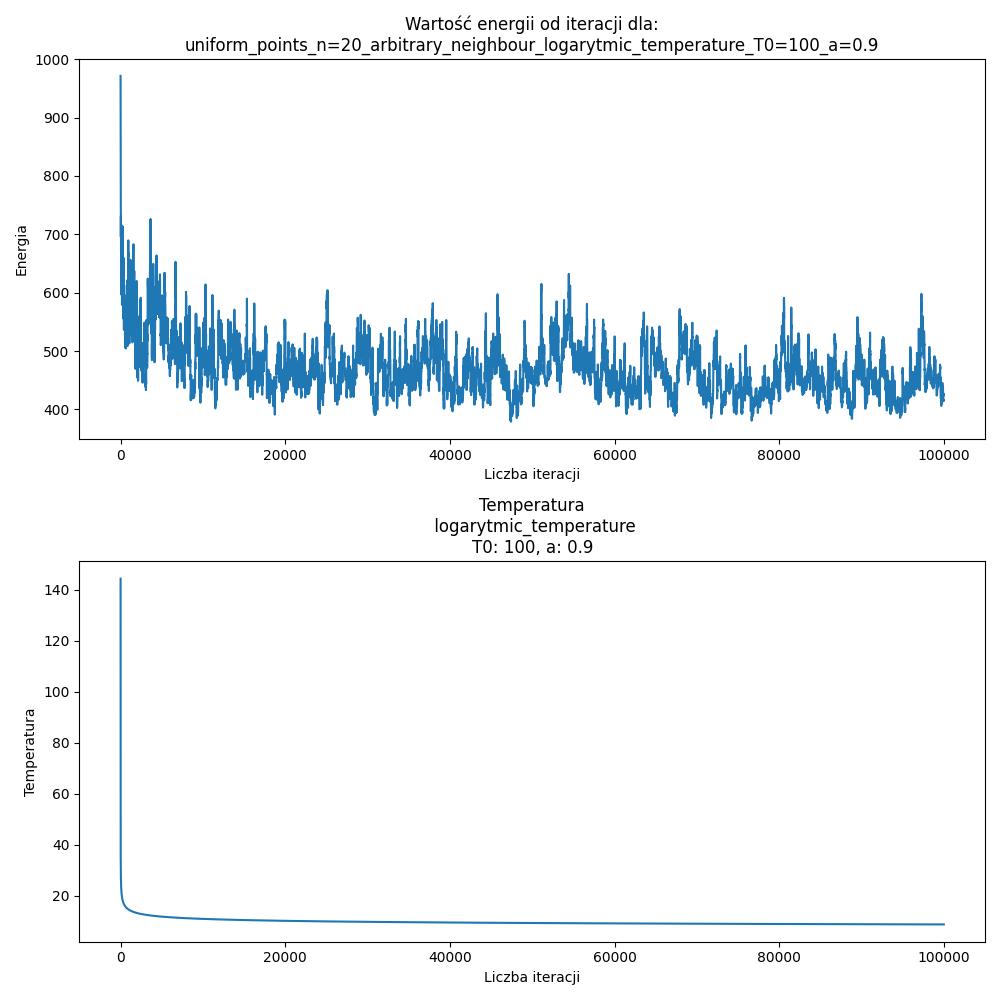 Wartość energii od iteracji dla:
uniform_points_n=20_arbitrary_neighbour_logarytmic_temperature_T0=100_a=0.9
1000
900
800
700
600
500
400
Energia
0 20000 40000 60000 80000 100000
Liczba iteracji
Temperatura
logarytmic_temperature
T0: 100, a: 0.9
140
120
100
80
60
40
20
Temperatura
0 20000 40000 60000 80000 100000
Liczba iteracji